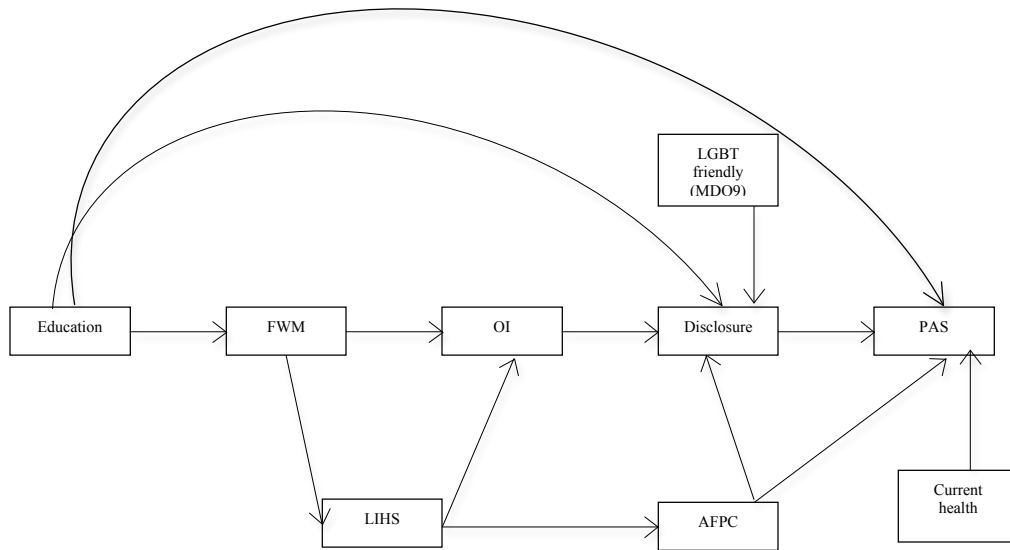 LGBT
friendly
(MDO9)
Education
FWM
OI
Disclosure
PAS
LIHS
AFPC
Current
health